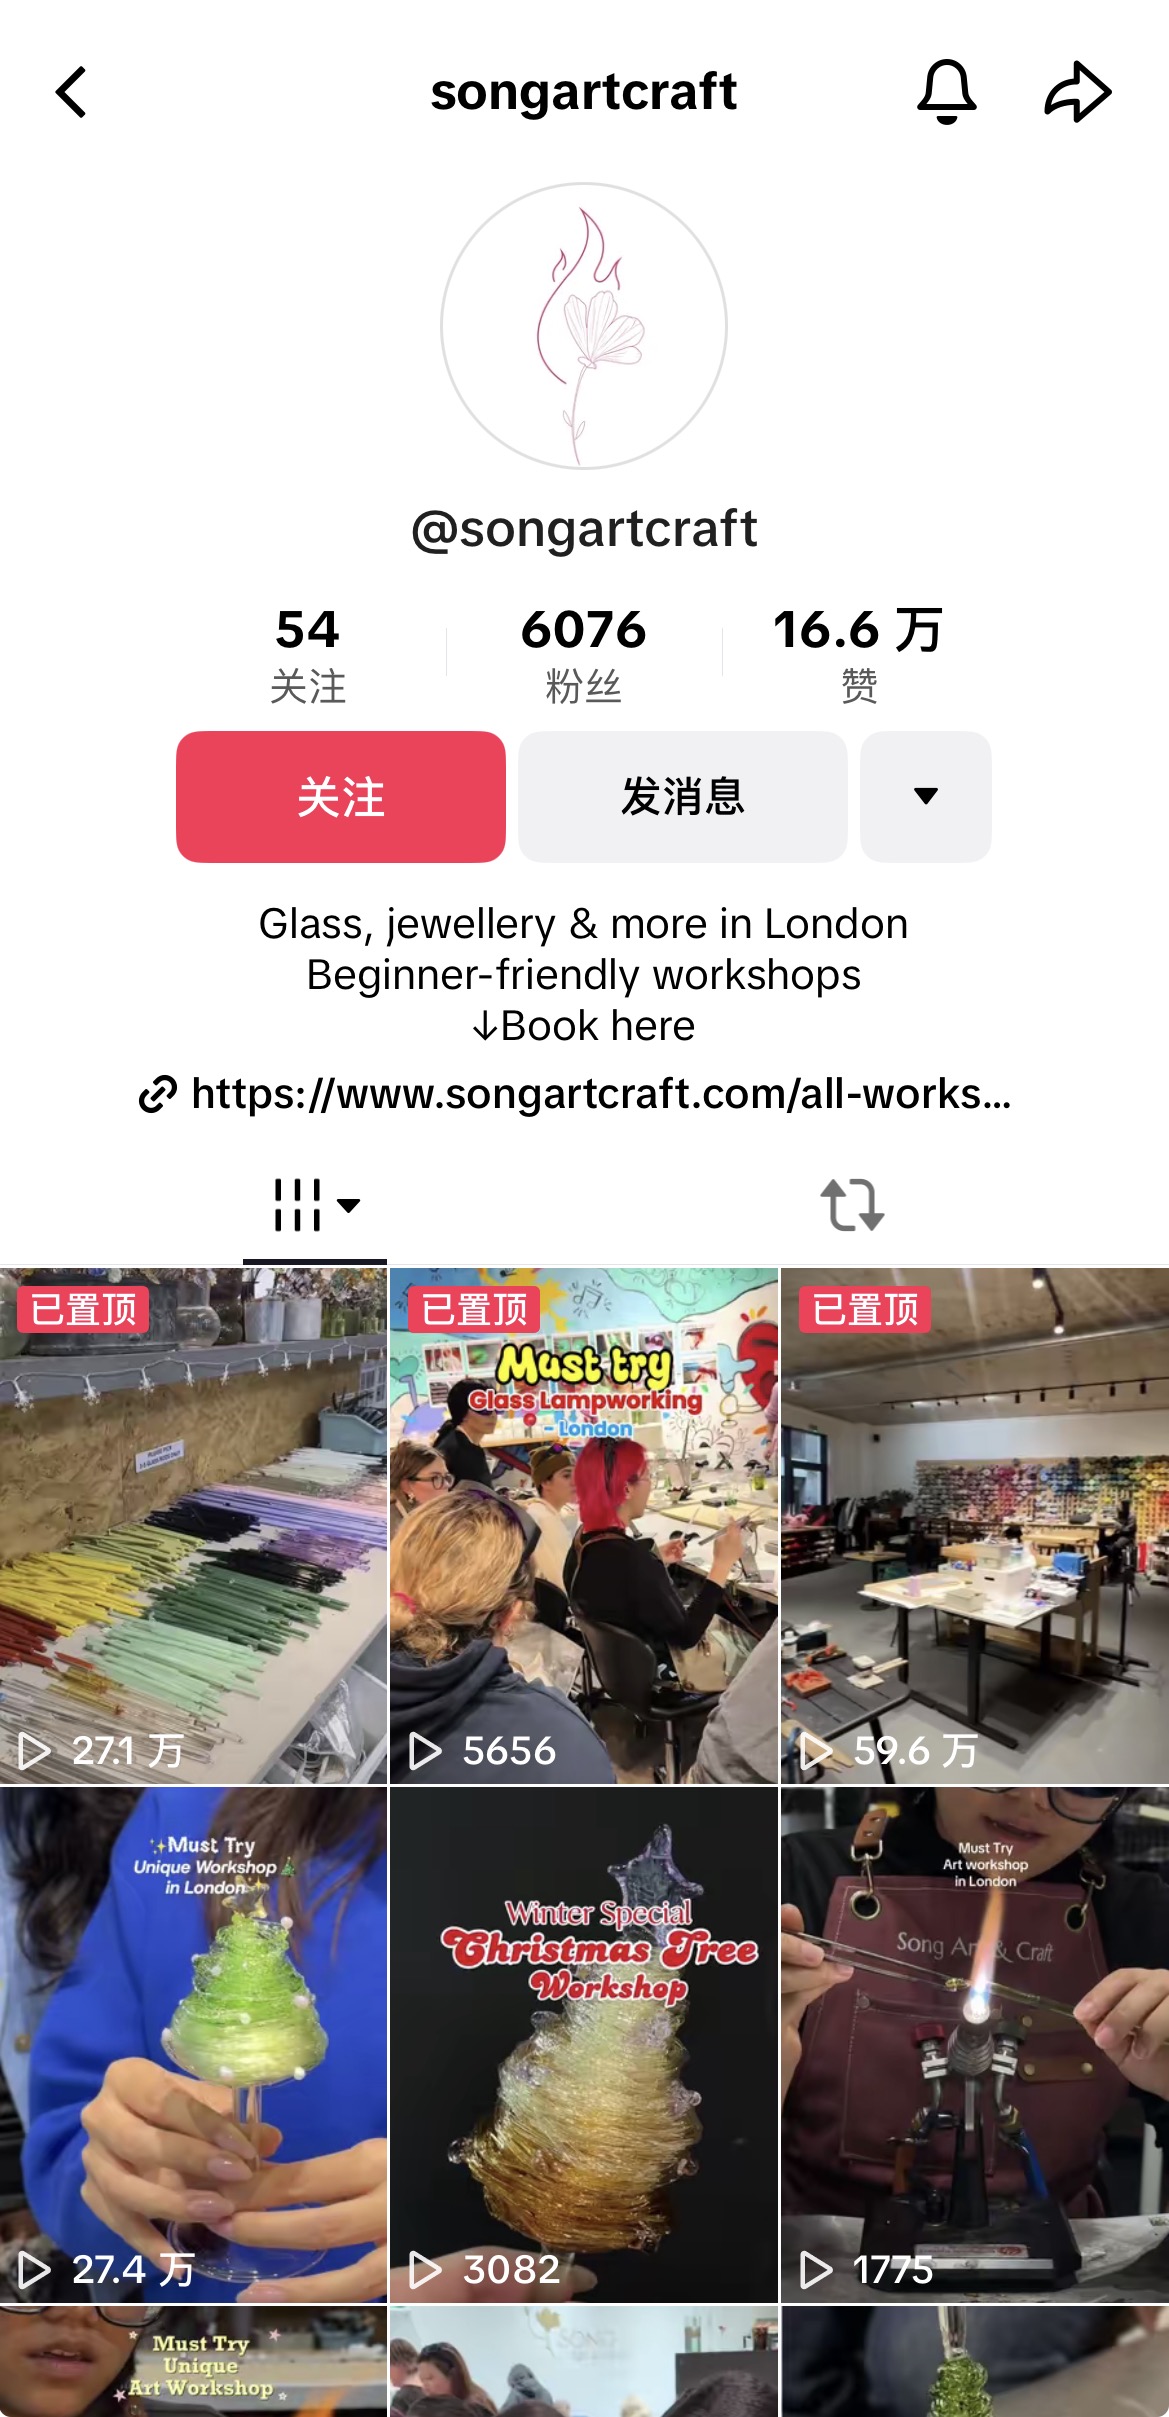 songartcraft
@songartcraft
54
关注
6076
粉丝
16.6 万
赞
关注
发消息
Glass, jewellery & more in London
Beginner-friendly workshops
↓Book here
https://www.songartcraft.com/all-works...
已置顶
27.1 万
已置顶
Must try
Glass Lampworking
- London
5656
已置顶
59.6 万
✨Must Try
Unique Workshop🎄
in London
27.4 万
Winter Special
Christmas Tree
Workshop
3082
Must Try
Art workshop
in London
Song Art & Craft
1775
Must Try
Unique
Art Workshop
SONG